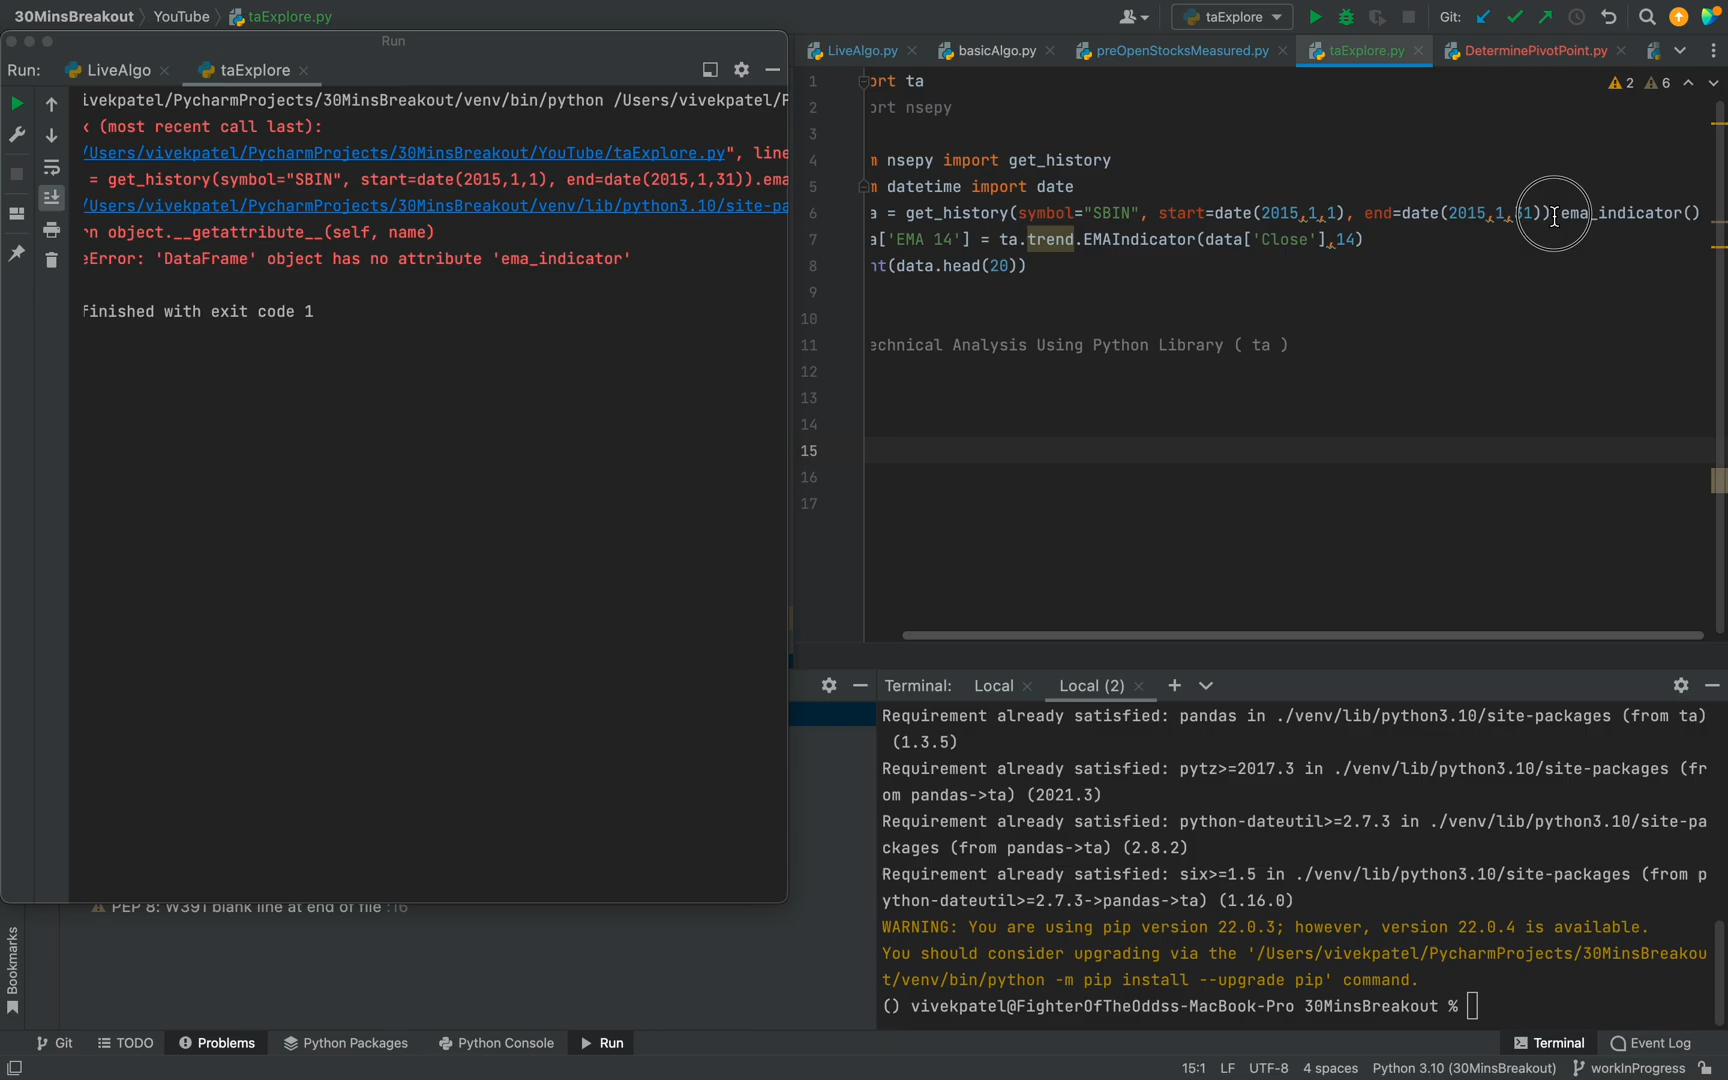 30MinsBreakout YouTube taExplore.py
taExplore
Git:
Run
Run: LiveAlgo taExplore
LiveAlgo.py basicAlgo.py preOpenStocksMeasured.py taExplore.py DeterminePivotPoint.py
ivekpatel/PycharmProjects/30MinsBreakout/venv/bin/python /Users/vivekpatel/P
(most recent call last):
/Users/vivekpatel/PycharmProjects/30MinsBreakout/YouTube/taExplore.py", line
= get_history(symbol="SBIN", start=date(2015,1,1), end=date(2015,1,31)).ema
/Users/vivekpatel/PycharmProjects/30MinsBreakout/venv/lib/python3.10/site-pa
rn object.__getattribute__(self, name)
eError: 'DataFrame' object has no attribute 'ema_indicator'
finished with exit code 1
2 6
1 ort ta
2 ort nsepy
3
4 m nsepy import get_history
5 m datetime import date
6 a = get_history(symbol="SBIN", start=date(2015,1,1), end=date(2015,1,31)).ema_indicator()
7 a['EMA 14'] = ta.trend.EMAIndicator(data['Close'],14)
8 nt(data.head(20))
9
10
11 echnical Analysis Using Python Library ( ta )
12
13
14
15
16
17
Terminal: Local Local (2)
Requirement already satisfied: pandas in ./venv/lib/python3.10/site-packages (from ta)
(1.3.5)
Requirement already satisfied: pytz>=2017.3 in ./venv/lib/python3.10/site-packages (fr
om pandas->ta) (2021.3)
Requirement already satisfied: python-dateutil>=2.7.3 in ./venv/lib/python3.10/site-pa
ckages (from pandas->ta) (2.8.2)
Requirement already satisfied: six>=1.5 in ./venv/lib/python3.10/site-packages (from p
ython-dateutil>=2.7.3->pandas->ta) (1.16.0)
WARNING: You are using pip version 22.0.3; however, version 22.0.4 is available.
You should consider upgrading via the '/Users/vivekpatel/PycharmProjects/30MinsBreakou
t/venv/bin/python -m pip install --upgrade pip' command.
() vivekpatel@FighterOfTheOddss-MacBook-Pro 30MinsBreakout %
PEP 8: W391 blank line at end of file :16
Bookmarks
Git TODO Problems Python Packages Python Console Run Terminal Event Log
15:1 LF UTF-8 4 spaces Python 3.10 (30MinsBreakout) workInProgress